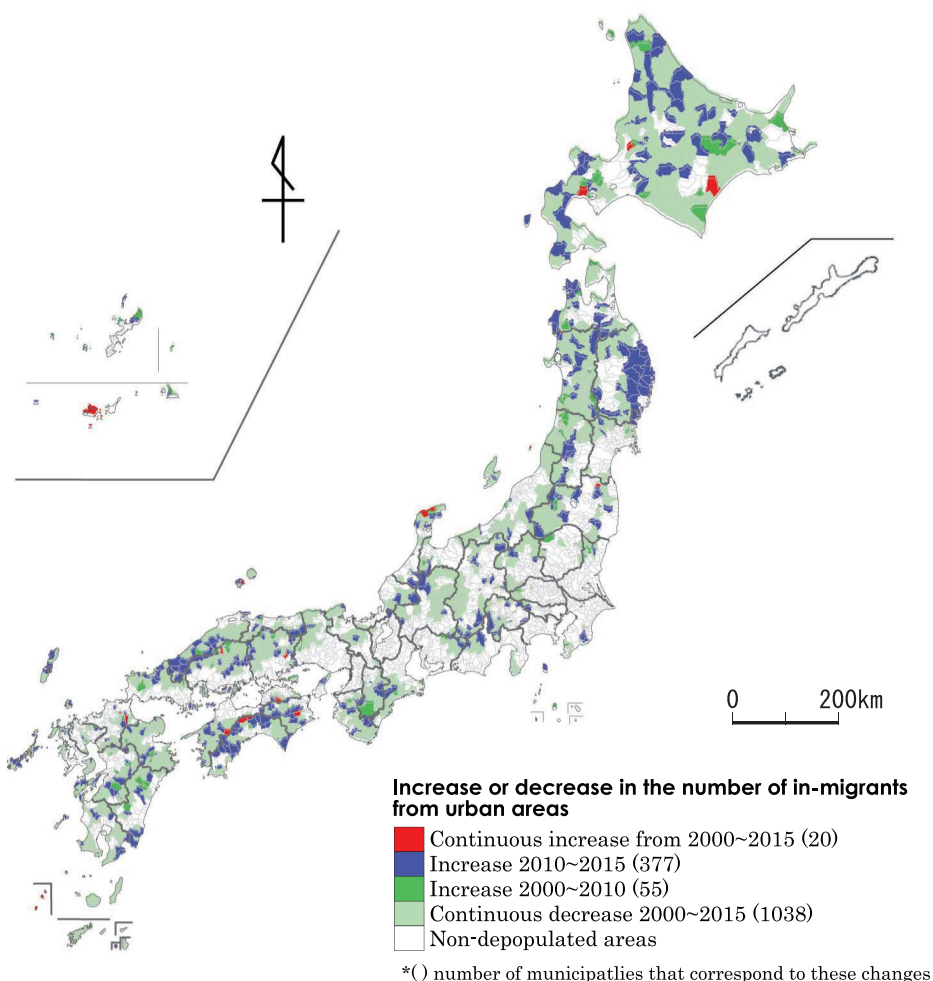 0 200km
Increase or decrease in the number of in-migrants
from urban areas
Continuous increase from 2000~2015 (20)
Increase 2010~2015 (377)
Increase 2000~2010 (55)
Continuous decrease 2000~2015 (1038)
Non-depopulated areas
*( ) number of municipatlies that correspond to these changes